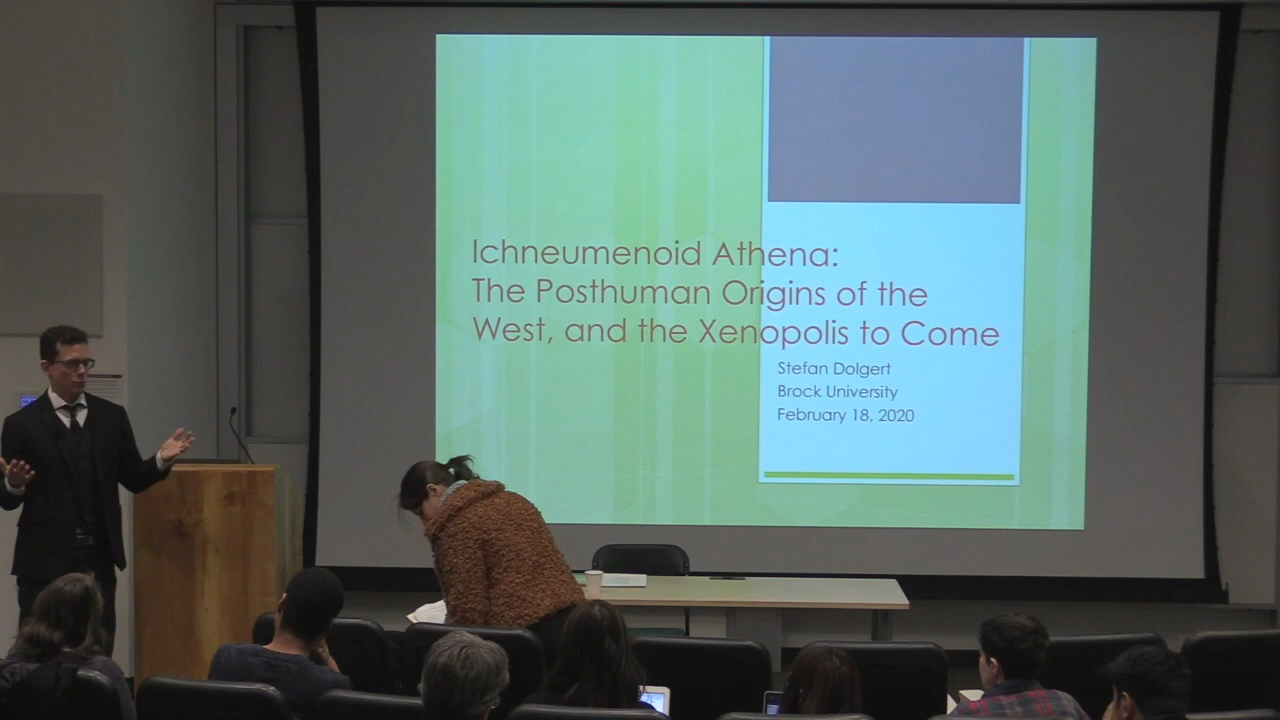 Ichneumenoid Athena:
The Posthuman Origins of the
West, and the Xenopolis to Come
Stefan Dolgert
Brock University
February 18, 2020